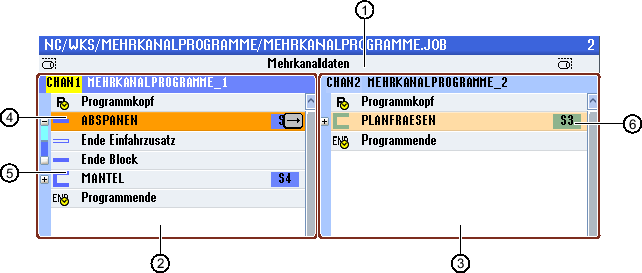 1
NC/WKS/MEHRKANALPROGRAMME/MEHRKANALPROGRAMME.JOB 2
Mehrkanaldaten
CHAN1 MEHRKANALPROGRAMME_1
Programmkopf
4
ABSPANEN
Ende Einfahrzusatz
Ende Block
5
MANTEL S4
END Programmende
2
CHAN2 MEHRKANALPROGRAMME_2
Programmkopf
PLANFRAESEN S3
6
END Programmende
3